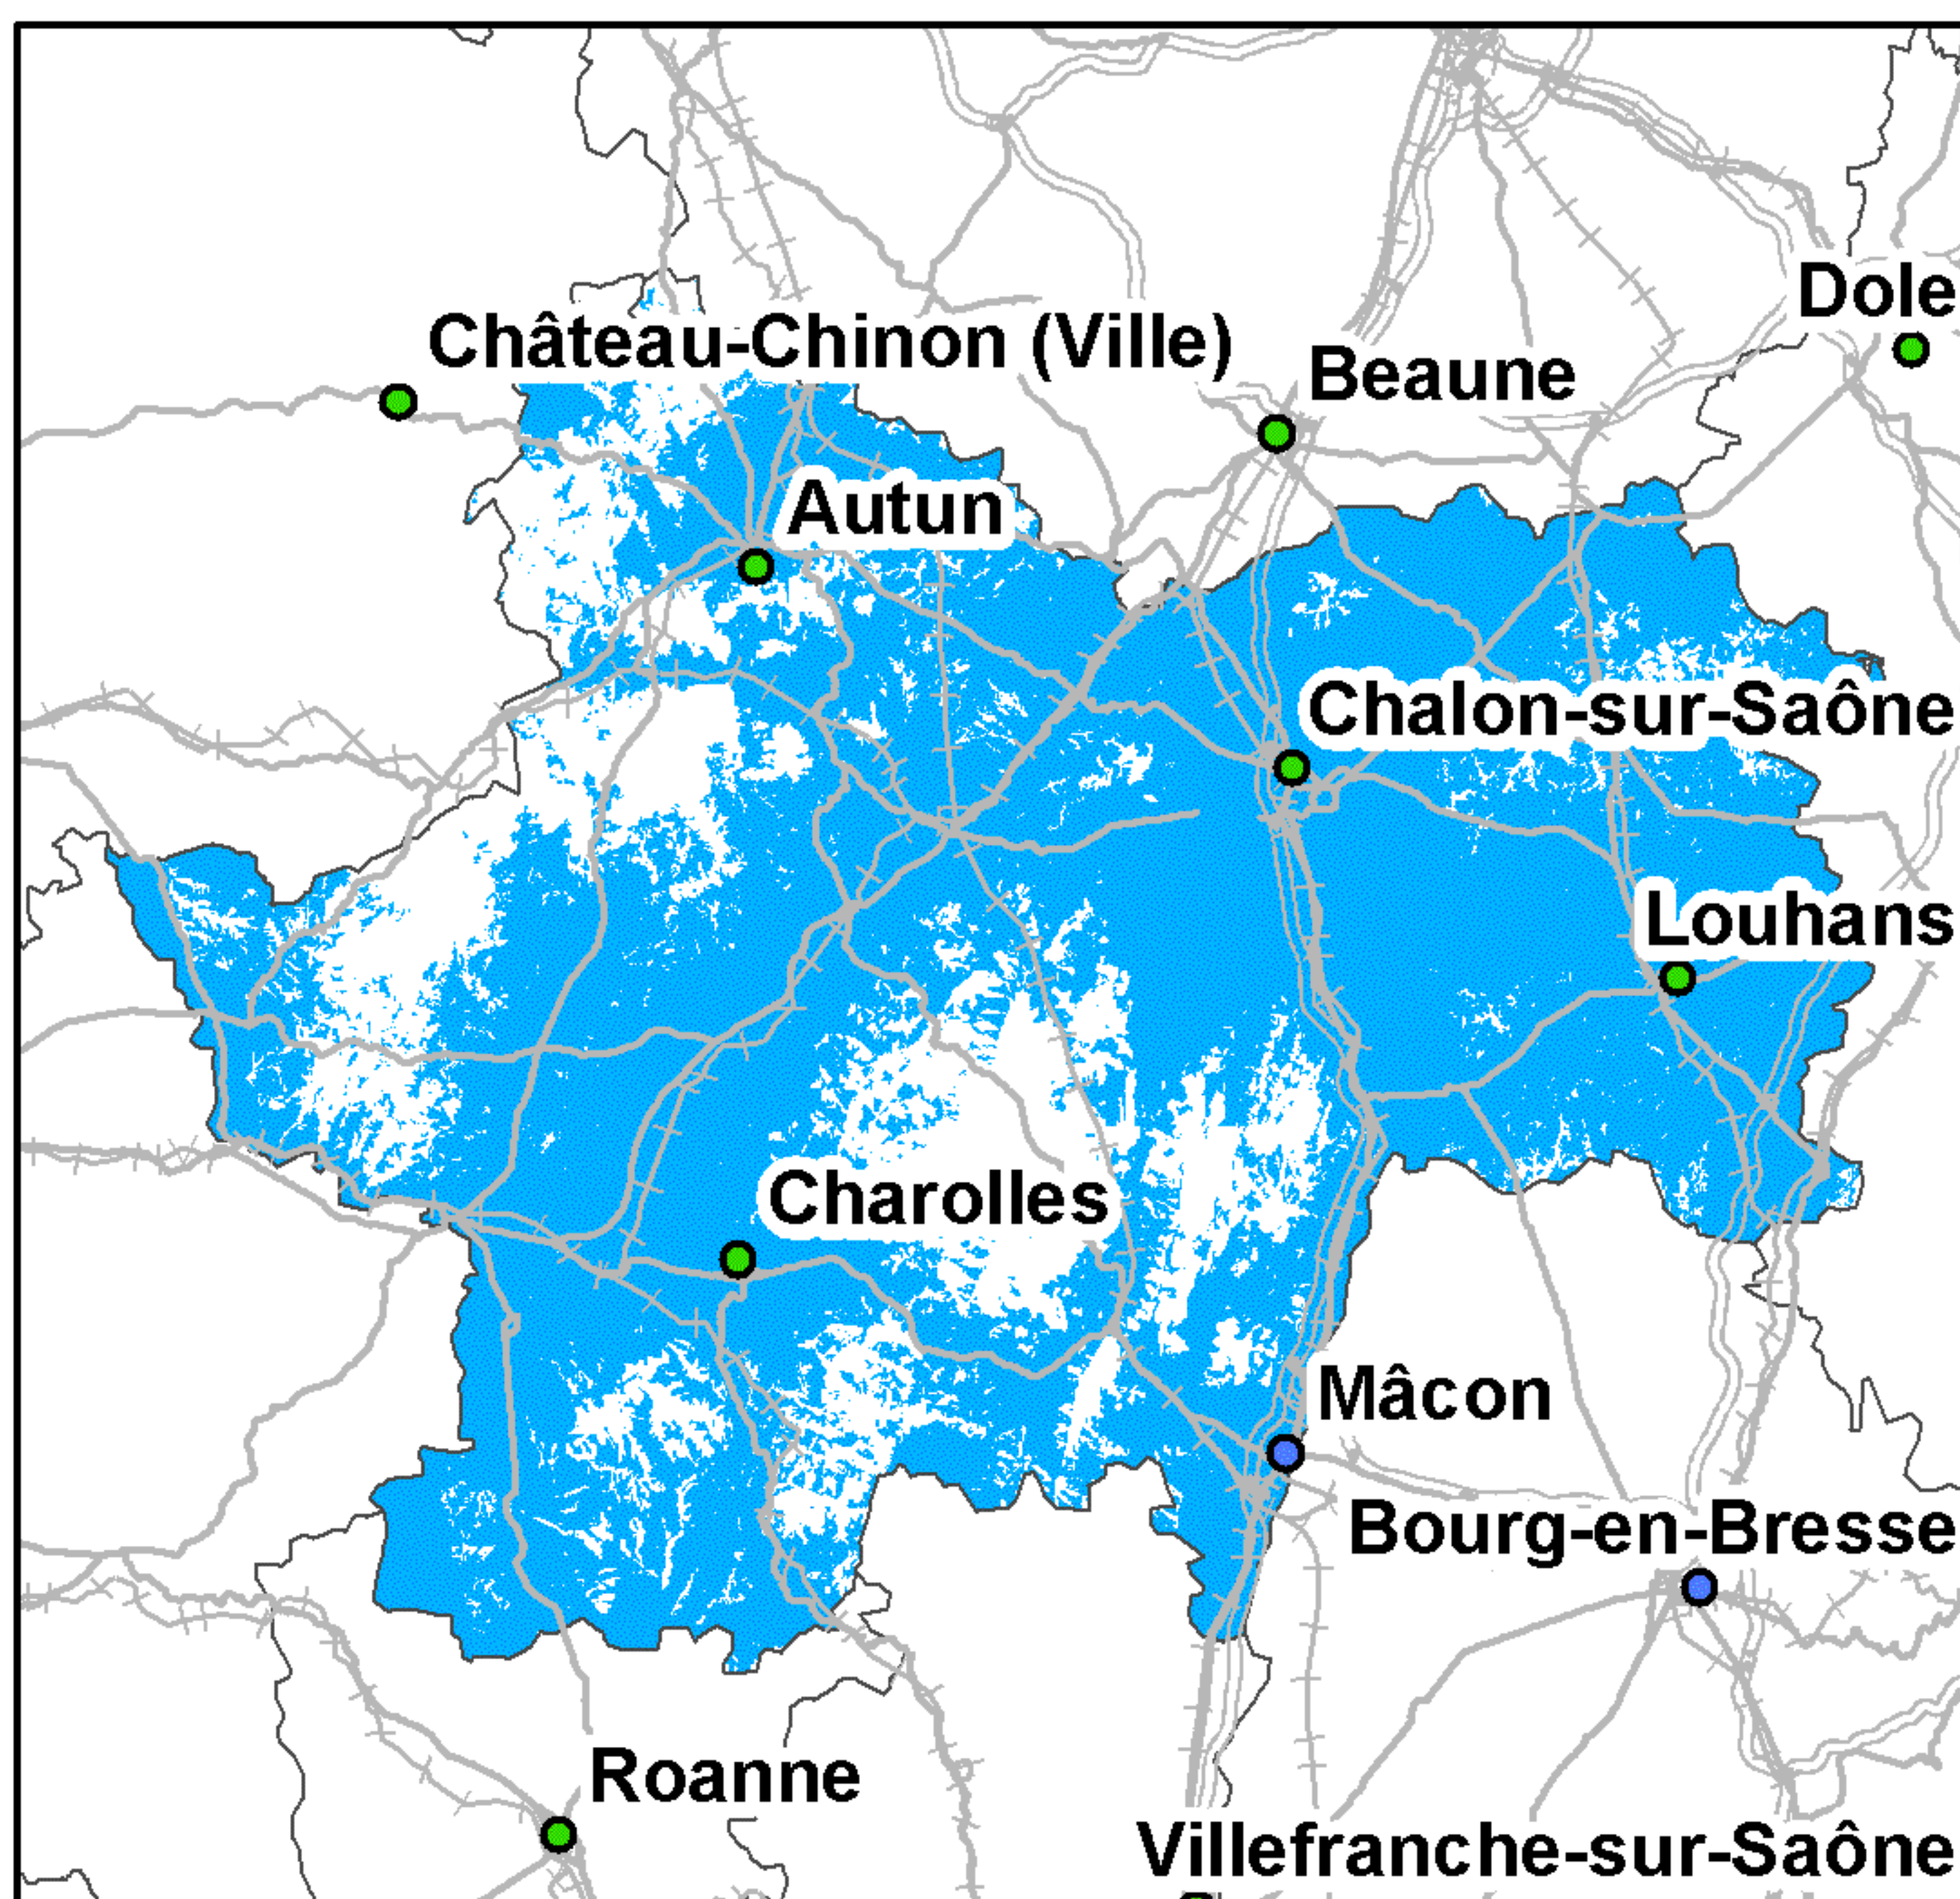 Dole
Château-Chinon (Ville)
Beaune
Autun
Chalon-sur-Saône
Louhans
Charolles
Mâcon
Bourg-en-Bresse
Roanne
Villefranche-sur-Saône